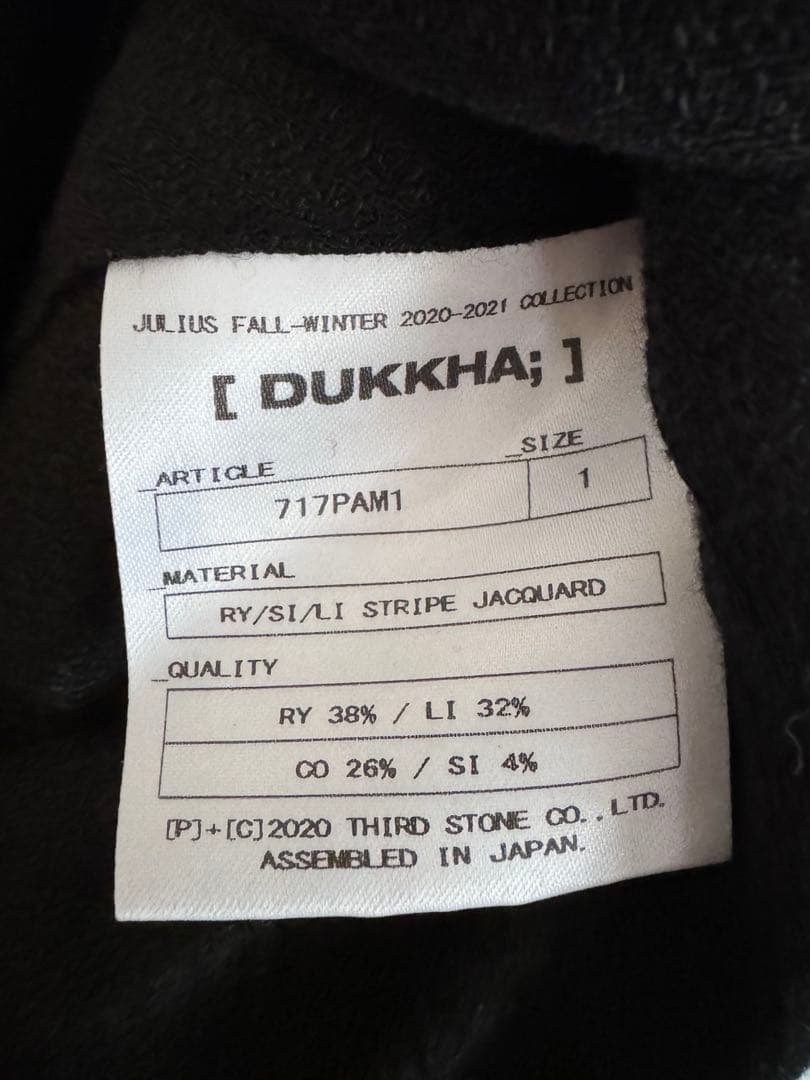 JULIUS FALL-WINTER 2020-2021 COLLECTION
[ DUKKHA; ]
_ARTICLE _SIZE
717PAM1 1
_MATERIAL
RY/SI/LI STRIPE JACQUARD
_QUALITY
RY 38% / LI 32%
CO 26% / SI 4%
[P]+[C]2020 THIRD STONE CO.,LTD.
ASSEMBLED IN JAPAN.